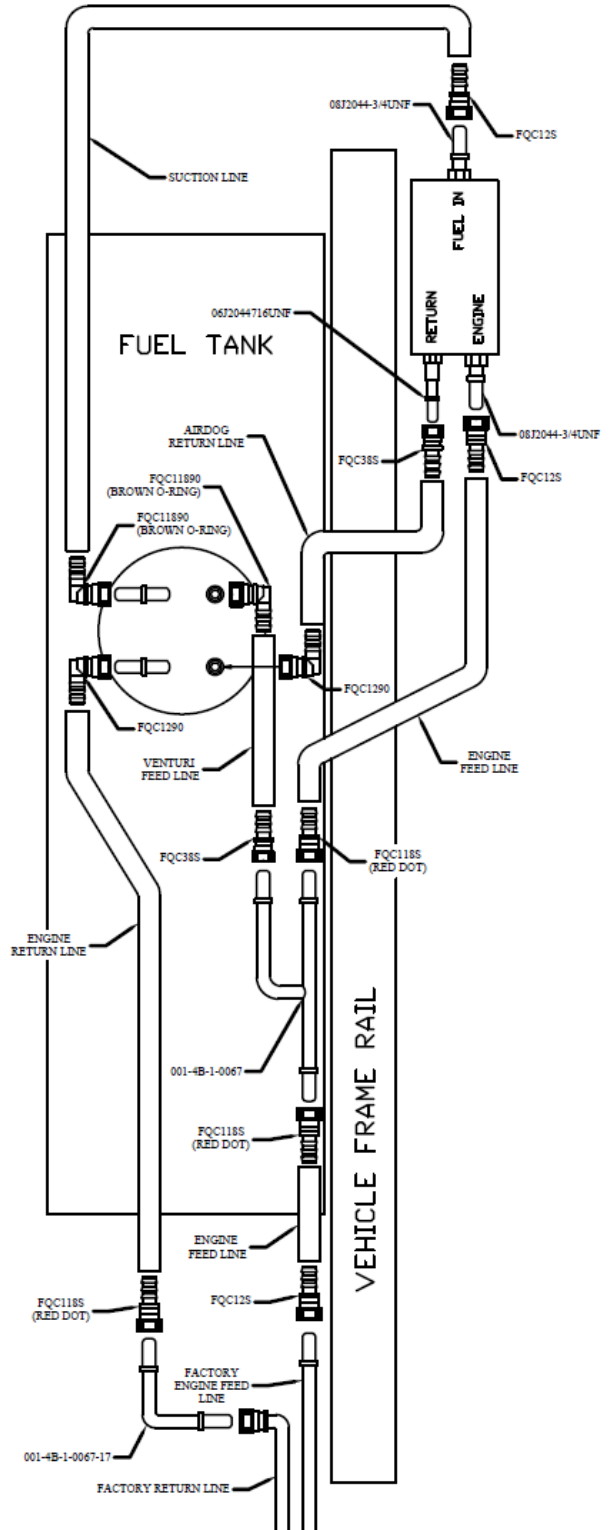 08J2044-3/4UNF
FQC12S
SUCTION LINE
FUEL IN
RETURN
ENGINE
06J2044716UNF
FUEL TANK
AIRDOG
RETURN LINE
FQC38S
08J2044-3/4UNF
FQC12S
FQC11890
(BROWN O-RING)
FQC11890
(BROWN O-RING)
FQC1290
FQC1290
VENTURI
FEED LINE
ENGINE
FEED LINE
FQC38S
FQC118S
(RED DOT)
ENGINE
RETURN LINE
001-4B-1-0067
VEHICLE FRAME RAIL
FQC118S
(RED DOT)
ENGINE
FEED LINE
FQC12S
FQC118S
(RED DOT)
FACTORY
ENGINE FEED
LINE
001-4B-1-0067-17
FACTORY RETURN LINE